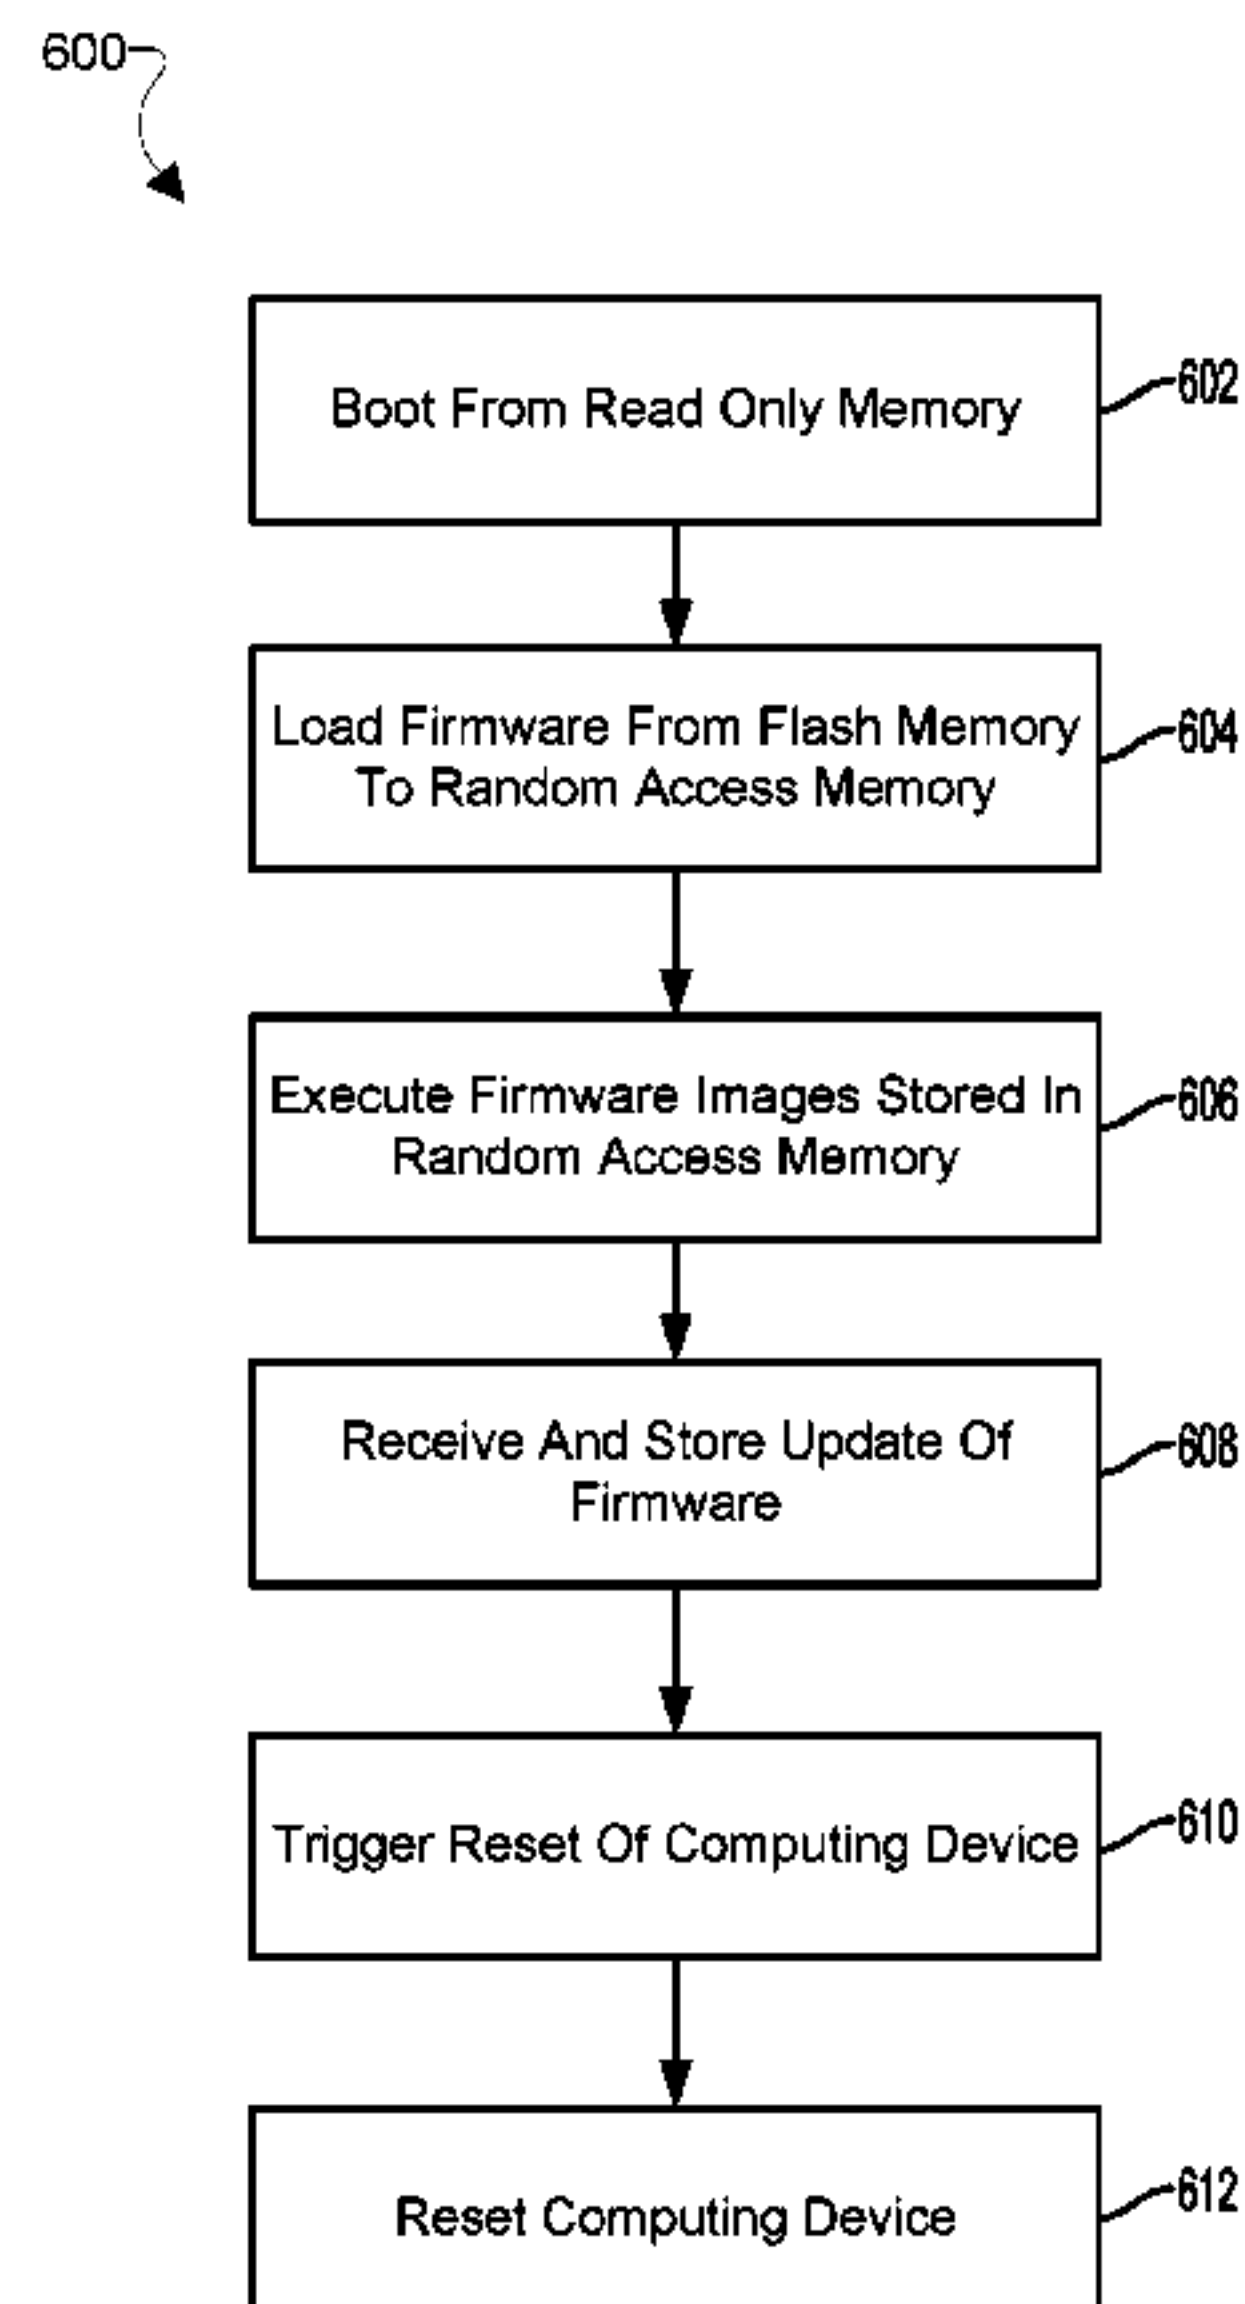 600
Boot From Read Only Memory
602
Load Firmware From Flash Memory
To Random Access Memory
604
Execute Firmware Images Stored In
Random Access Memory
606
Receive And Store Update Of
Firmware
608
Trigger Reset Of Computing Device
610
Reset Computing Device
612